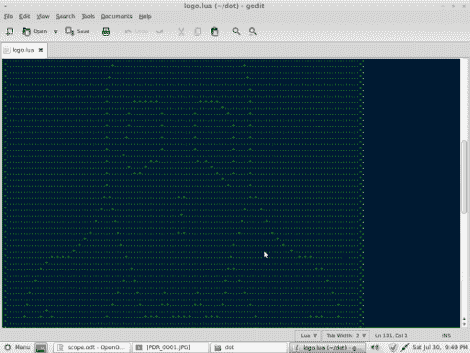 logo.lua (~/dot) - gedit
File Edit View Search Tools Documents Help
Open Save Undo
logo.lua
Lua Tab Width: 2 Ln 131, Col 1 INS
Menu scope.odt - OpenO... [PDR_0001.JPG] dot logo.lua (~/dot) - g... Sat Jul 30, 9:49 PM